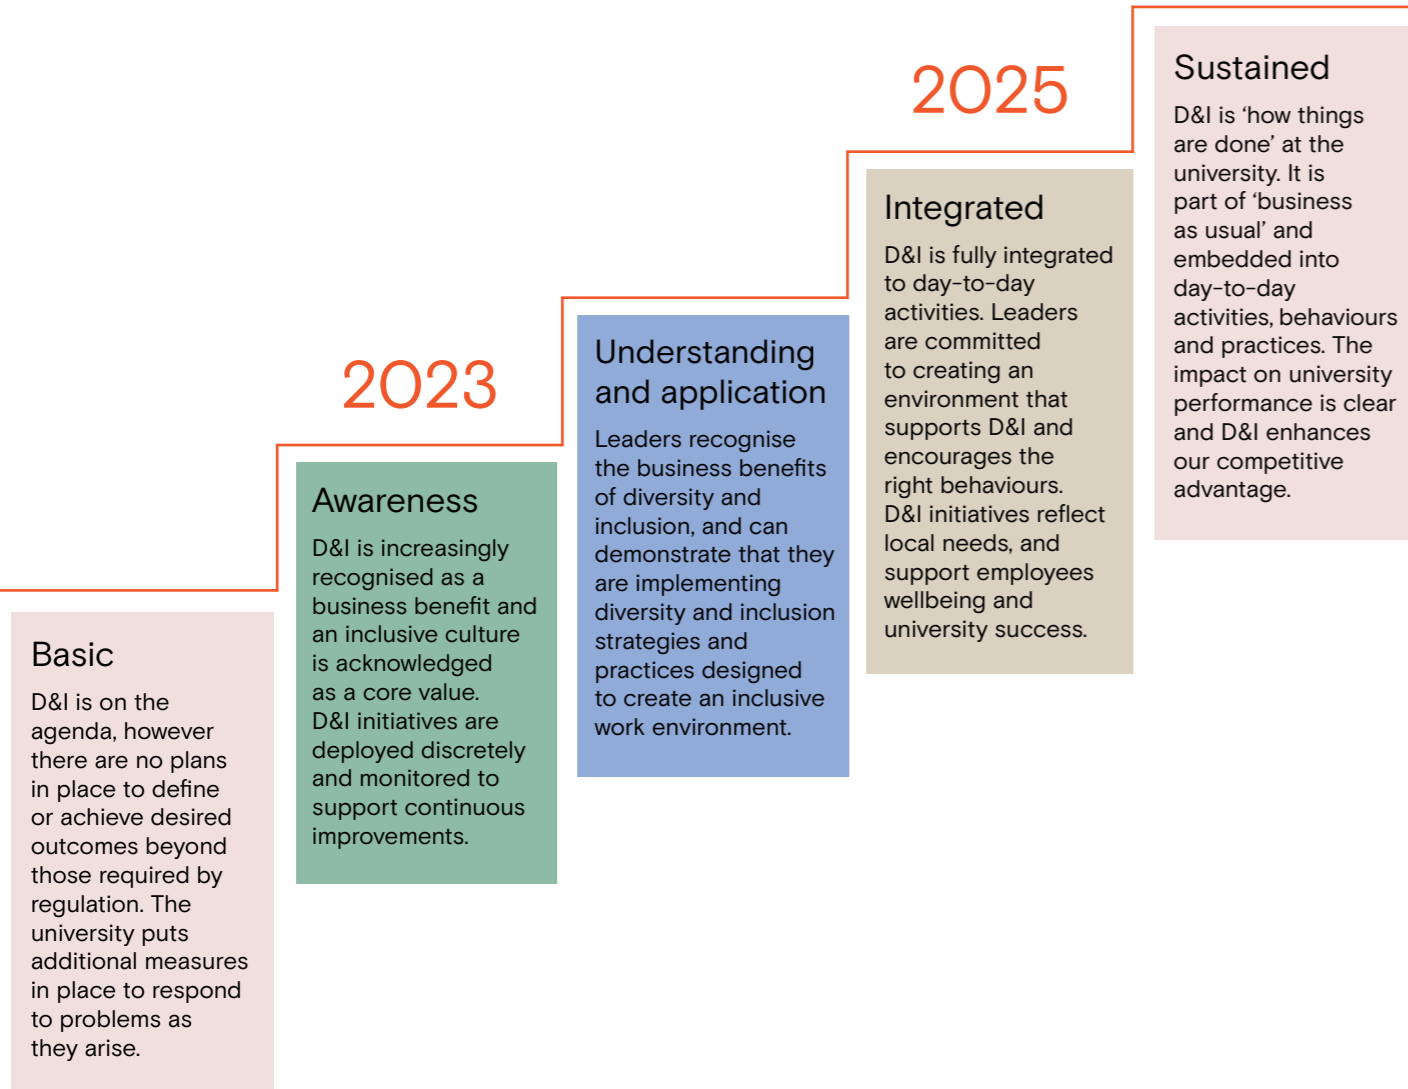 Basic
D&I is on the
agenda, however
there are no plans
in place to define
or achieve desired
outcomes beyond
those required by
regulation. The
university puts
additional measures
in place to respond
to problems as
they arise.
2023
Awareness
D&I is increasingly
recognised as a
business benefit and
an inclusive culture
is acknowledged
as a core value.
D&I initiatives are
deployed discretely
and monitored to
support continuous
improvements.
Understanding
and application
Leaders recognise
the business benefits
of diversity and
inclusion, and can
demonstrate that they
are implementing
diversity and inclusion
strategies and
practices designed
to create an inclusive
work environment.
2025
Integrated
D&I is fully integrated
to day-to-day
activities. Leaders
are committed
to creating an
environment that
supports D&I and
encourages the
right behaviours.
D&I initiatives reflect
local needs, and
support employees
wellbeing and
university success.
Sustained
D&I is ‘how things
are done’ at the
university. It is
part of ‘business
as usual’ and
embedded into
day-to-day
activities, behaviours
and practices. The
impact on university
performance is clear
and D&I enhances
our competitive
advantage.